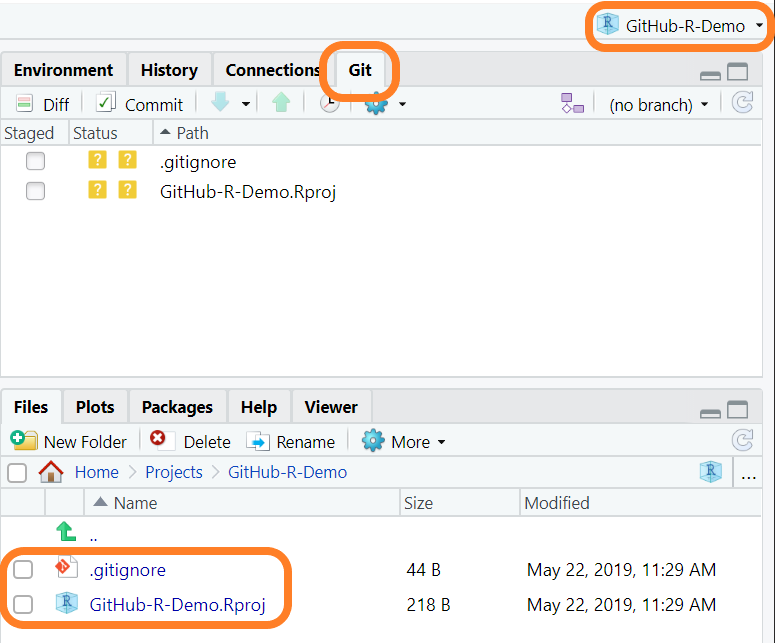 GitHub-R-Demo
Environment History Connections Git
Diff Commit (no branch)
Staged Status Path
? ? .gitignore
? ? GitHub-R-Demo.Rproj
Files Plots Packages Help Viewer
New Folder Delete Rename More
Home Projects GitHub-R-Demo R ...
Name Size Modified
..
.gitignore 44 B May 22, 2019, 11:29 AM
GitHub-R-Demo.Rproj 218 B May 22, 2019, 11:29 AM